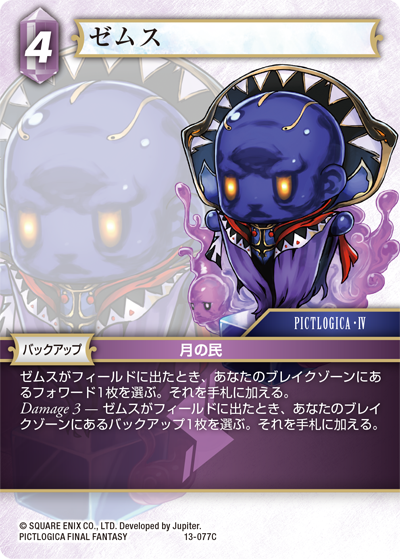 4
ゼムス
PICTLOGICA・IV
バックアップ
月の民
ゼムスがフィールドに出たとき、あなたのブレイクゾーンにあ
るフォワード1枚を選ぶ。それを手札に加える。
Damage 3 — ゼムスがフィールドに出たとき、あなたのブレイ
クゾーンにあるバックアップ1枚を選ぶ。それを手札に加える。
© SQUARE ENIX CO., LTD. Developed by Jupiter.
PICTLOGICA FINAL FANTASY
13-077C